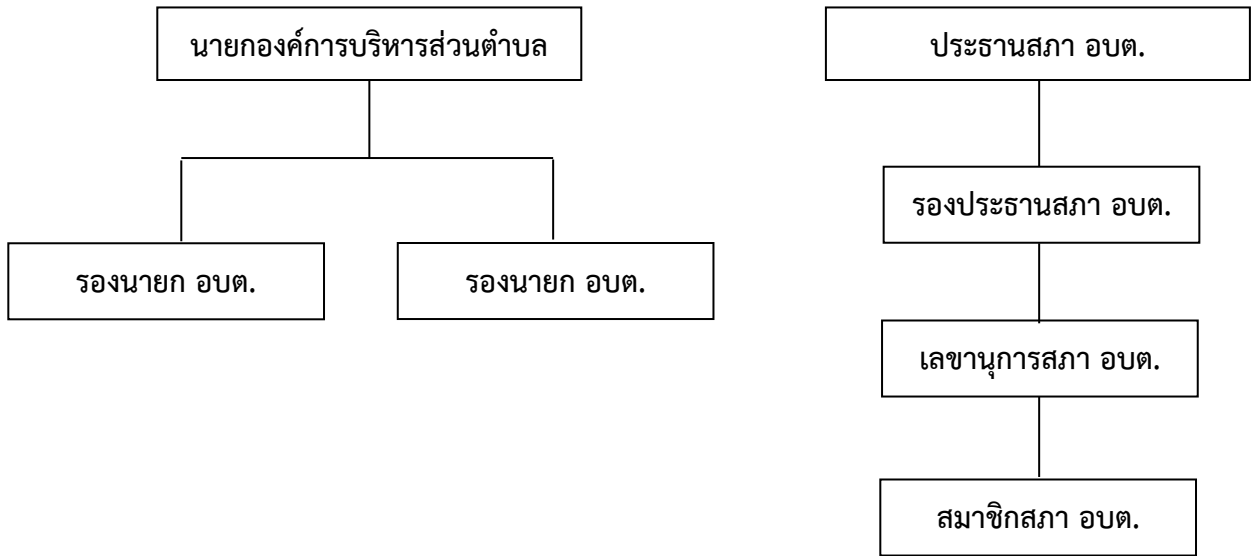 นายกองค์การบริหารส่วนตำบล
ประธานสภา อบต.
รองประธานสภา อบต.
รองนายก อบต.
รองนายก อบต.
เลขานุการสภา อบต.
สมาชิกสภา อบต.